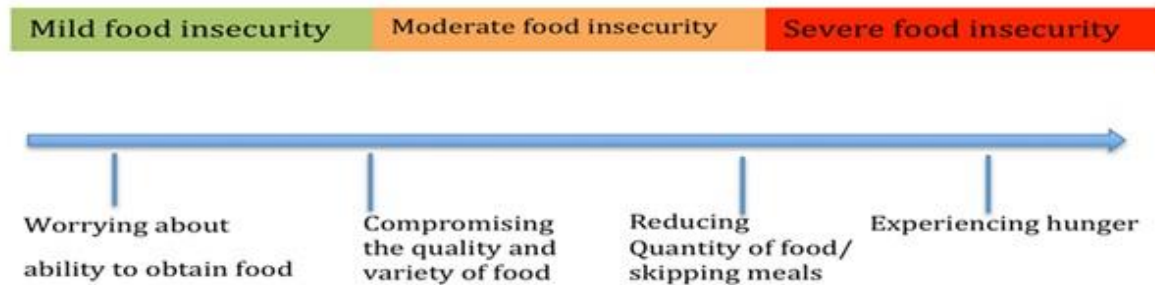 Mild food insecurity
Moderate food insecurity
Severe food insecurity
Worrying about
ability to obtain food
Compromising
the quality and
variety of food
Reducing
Quantity of food/
skipping meals
Experiencing hunger